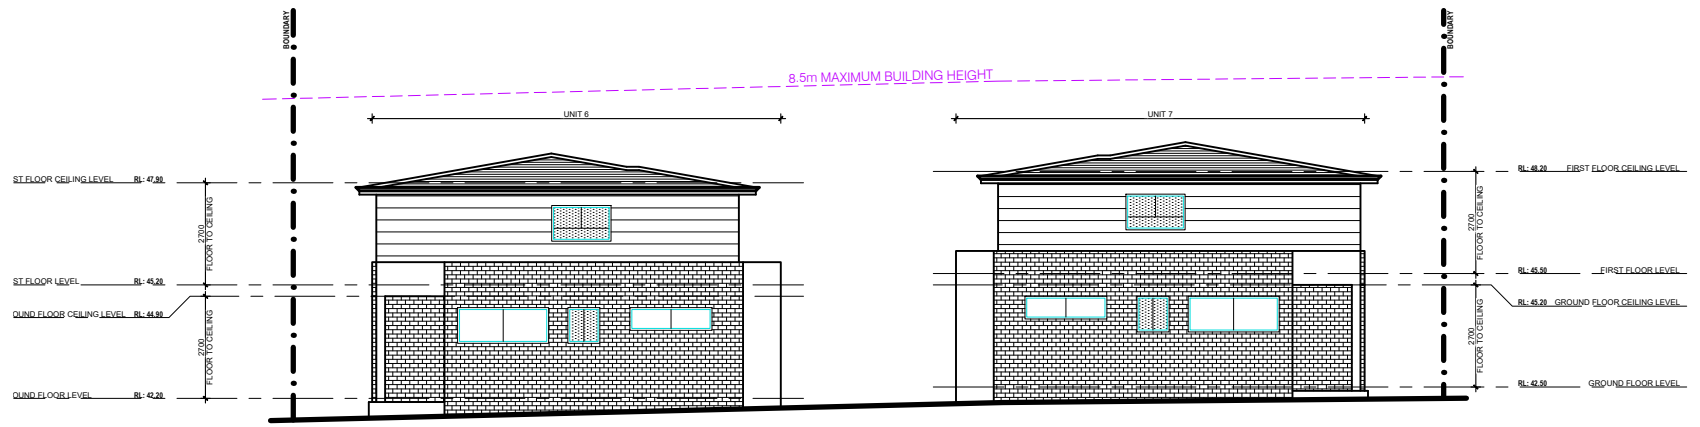 BOUNDARY
BOUNDARY
8.5m MAXIMUM BUILDING HEIGHT
UNIT 6
UNIT 7
ST FLOOR CEILING LEVEL RL: 47.90
RL: 48.20 FIRST FLOOR CEILING LEVEL
2700
FLOOR TO CEILING
2700
FLOOR TO CEILING
ST FLOOR LEVEL RL: 45.20
RL: 45.50 FIRST FLOOR LEVEL
OUND FLOOR CEILING LEVEL RL: 44.90
RL: 45.20 GROUND FLOOR CEILING LEVEL
2700
FLOOR TO CEILING
2700
FLOOR TO CEILING
OUND FLOOR LEVEL RL: 42.20
RL: 42.50 GROUND FLOOR LEVEL